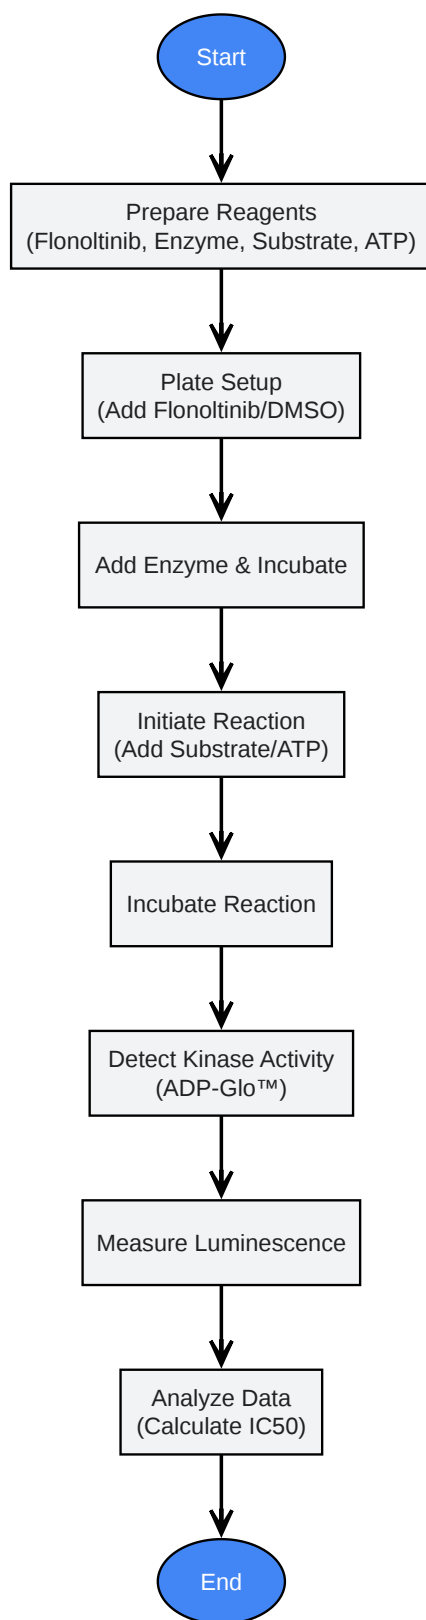 Start
Prepare Reagents
(Flonoltinib, Enzyme, Substrate, ATP)
Plate Setup
(Add Flonoltinib/DMSO)
Add Enzyme & Incubate
Initiate Reaction
(Add Substrate/ATP)
Incubate Reaction
Detect Kinase Activity
(ADP-Glo™)
Measure Luminescence
Analyze Data
(Calculate IC50)
End